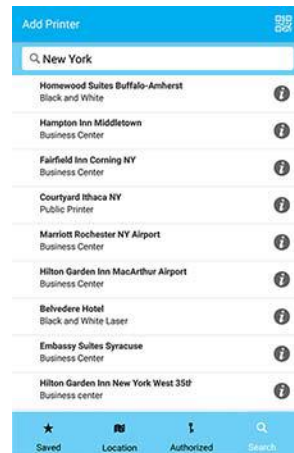 Add Printer
New York
Homewood Suites Buffalo-Amherst
Black and White
Hampton Inn Middletown
Business Center
Fairfield Inn Corning NY
Business Center
Courtyard Ithaca NY
Public Printer
Marriott Rochester NY Airport
Business Center
Hilton Garden Inn MacArthur Airport
Business Center
Belvedere Hotel
Black and White Laser
Embassy Suites Syracuse
Business Center
Hilton Garden Inn New York West 35th
Business center
Saved Location Authorized Search